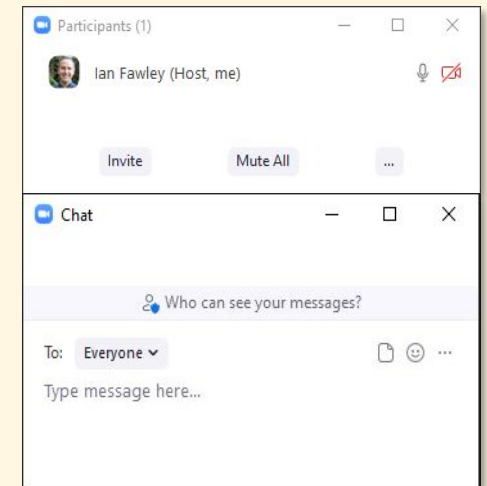 Participants (1)
Ian Fawley (Host, me)
Invite Mute All ...
Chat
Who can see your messages?
To: Everyone
Type message here...